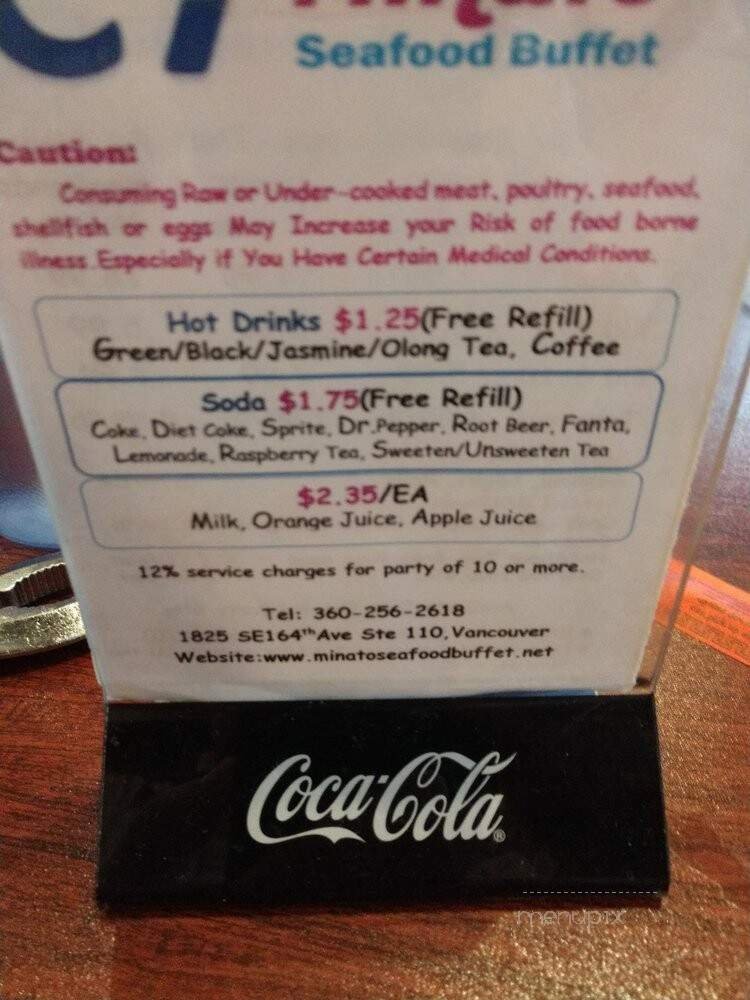 Minato
Seafood Buffet
Caution:
Consuming Raw or Under-cooked meat, poultry, seafood,
shellfish or eggs May Increase your Risk of food borne
illness.Especially if You Have Certain Medical Conditions.
Hot Drinks $1.25(Free Refill)
Green/Black/Jasmine/Olong Tea, Coffee
Soda $1.75(Free Refill)
Coke, Diet Coke, Sprite, Dr.Pepper, Root Beer, Fanta,
Lemonade, Raspberry Tea, Sweeten/Unsweeten Tea
$2.35/EA
Milk, Orange Juice, Apple Juice
12% service charges for party of 10 or more.
Tel: 360-256-2618
1825 SE164th Ave Ste 110, Vancouver
Website:www.minatoseafoodbuffet.net
Coca-Cola®
menupix